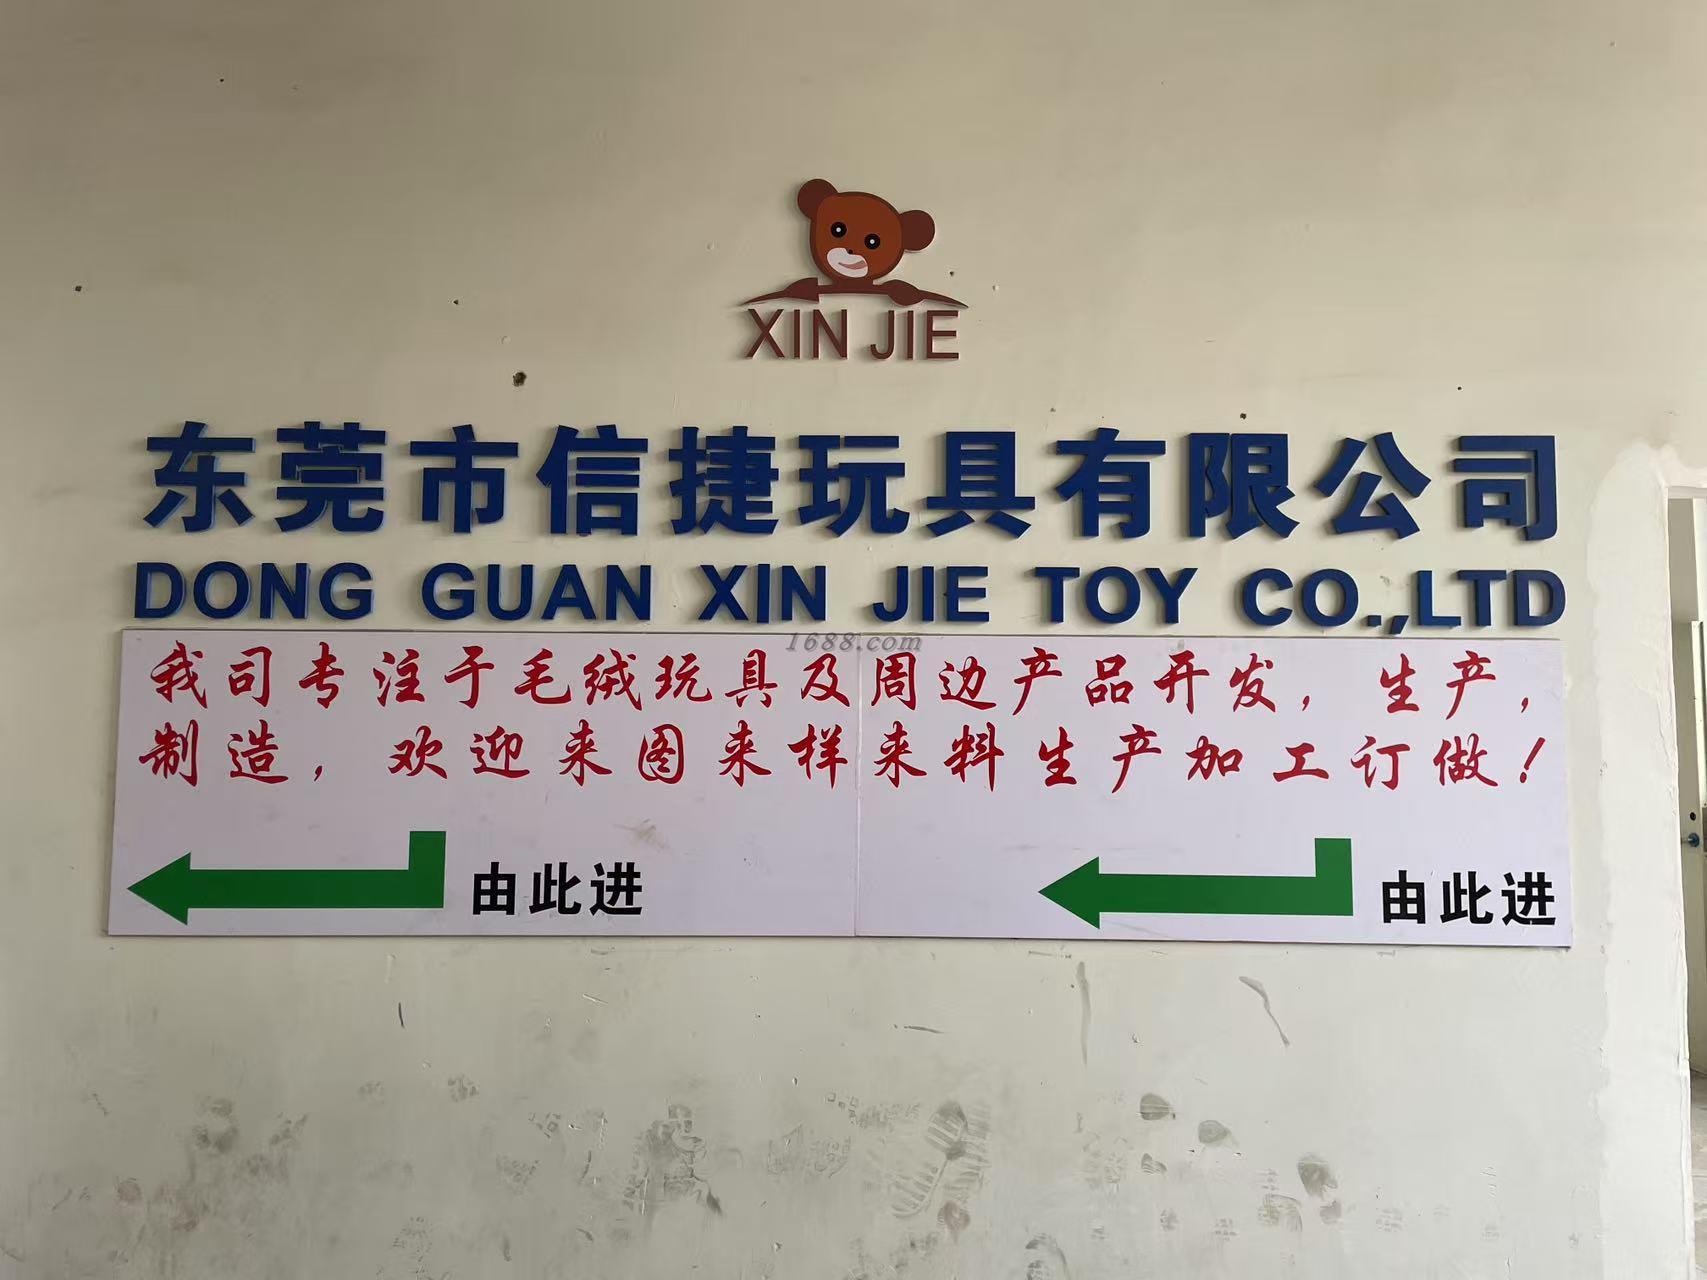 XIN JIE
东莞市信捷玩具有限公司
DONG GUAN XIN JIE TOY CO.,LTD
1688.com
我司专注于毛绒玩具及周边产品开发，生产，
制造，欢迎来图来样来料生产加工订做！
由此进 由此进